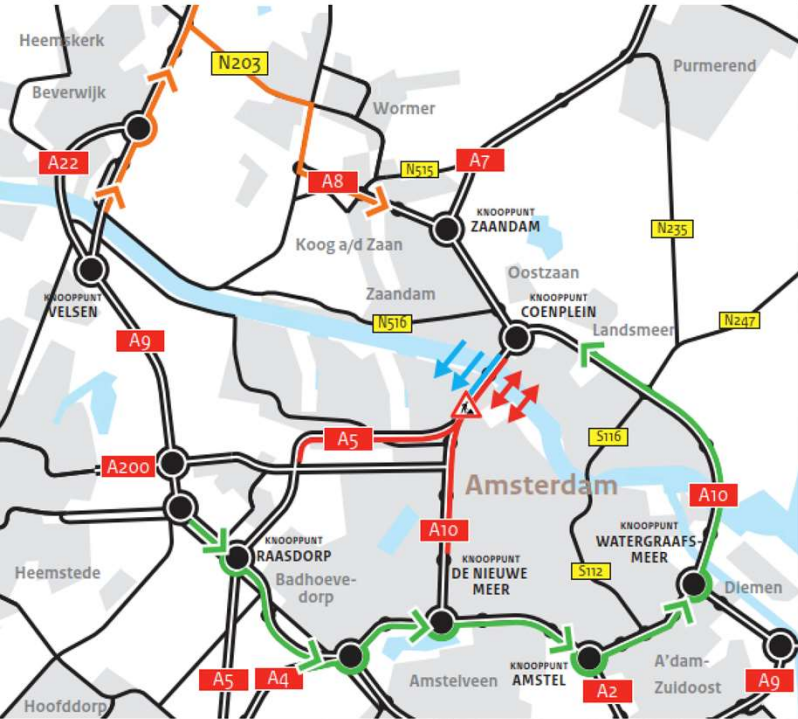 Heemskerk
N203
Purmerend
Beverwijk
Wormer
A22
A7
N515
A8
KNOOPPUNT
ZAANDAM
N235
Koog a/d Zaan
Oostzaan
KNOOPPUNT
VELSEN
Zaandam
KNOOPPUNT
COENPLEIN
N516
Landsmeer
N247
A9
A5
S116
A200
Amsterdam
A10
A10
KNOOPPUNT
RAASDORP
KNOOPPUNT
WATERGRAAFS-
MEER
KNOOPPUNT
DE NIEUWE
MEER
Heemstede
Badhoeve-
dorp
S112
Diemen
KNOOPPUNT
AMSTEL
A'dam-
Zuidoost
A5
A4
Amstelveen
A2
A9
Hoofddorp